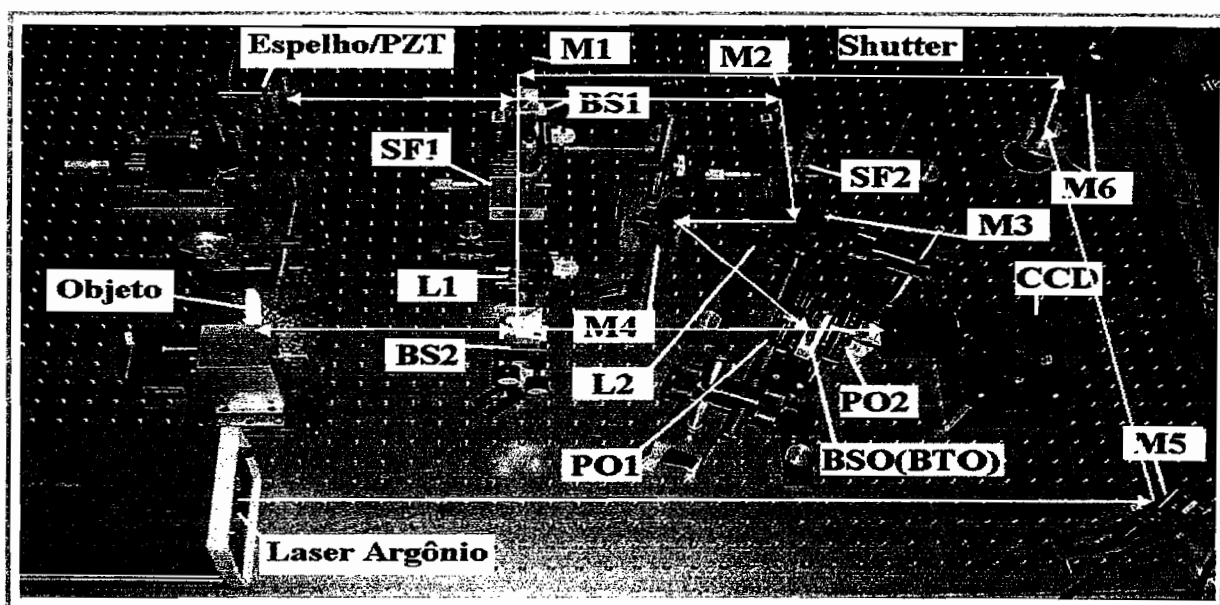 Espelho/PZT
M1
M2
Shutter
BS1
SF1
SF2
M6
M3
Objeto
L1
CCD
M4
BS2
L2
PO2
M5
PO1
BSO(BTO)
Laser Argônio